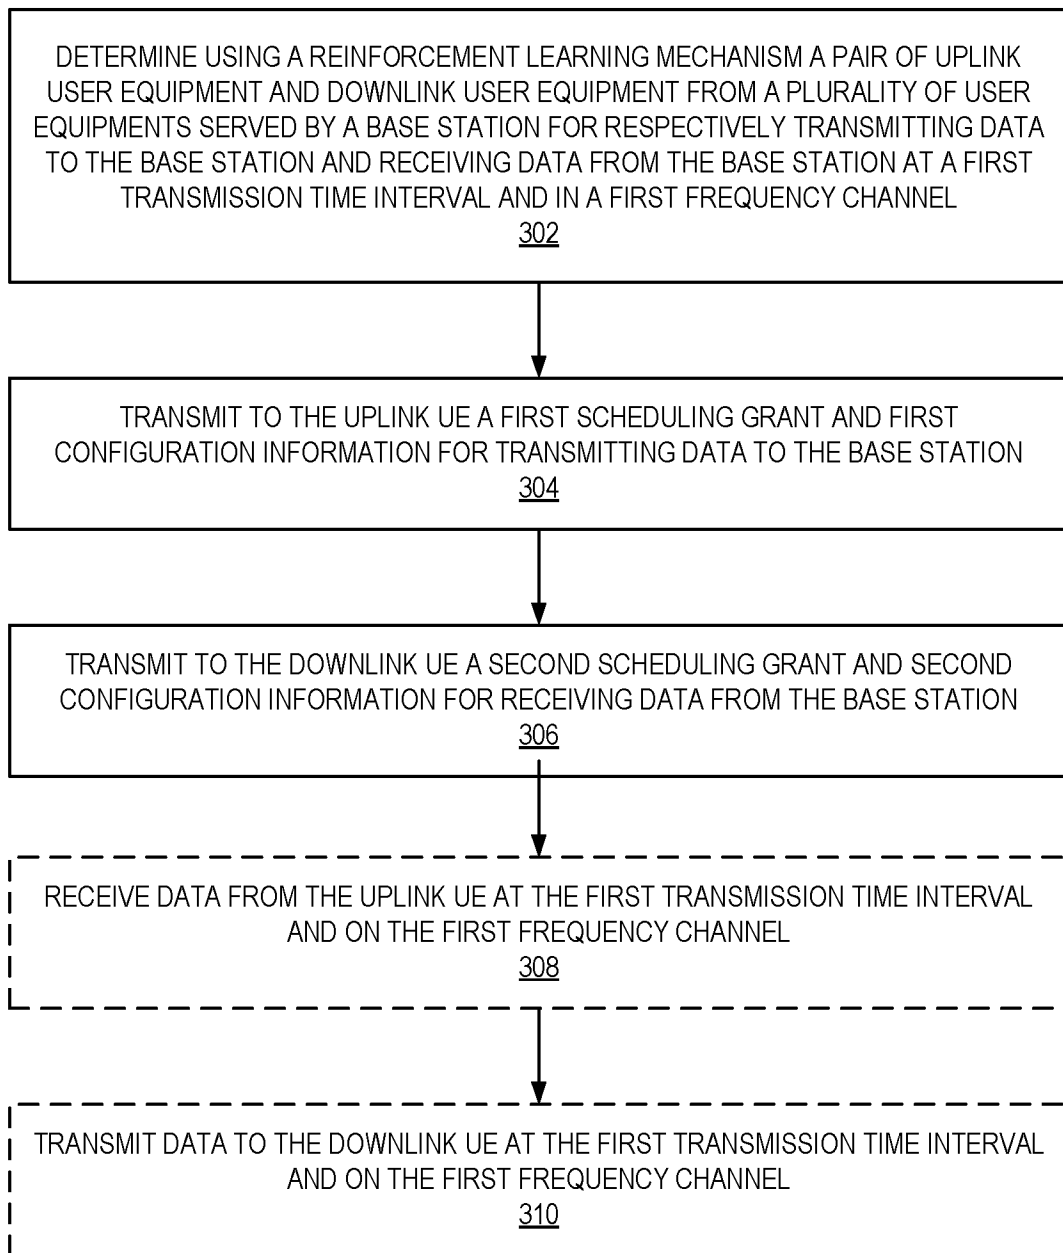 DETERMINE USING A REINFORCEMENT LEARNING MECHANISM A PAIR OF UPLINK
USER EQUIPMENT AND DOWNLINK USER EQUIPMENT FROM A PLURALITY OF USER
EQUIPMENTS SERVED BY A BASE STATION FOR RESPECTIVELY TRANSMITTING DATA
TO THE BASE STATION AND RECEIVING DATA FROM THE BASE STATION AT A FIRST
TRANSMISSION TIME INTERVAL AND IN A FIRST FREQUENCY CHANNEL
302
TRANSMIT TO THE UPLINK UE A FIRST SCHEDULING GRANT AND FIRST
CONFIGURATION INFORMATION FOR TRANSMITTING DATA TO THE BASE STATION
304
TRANSMIT TO THE DOWNLINK UE A SECOND SCHEDULING GRANT AND SECOND
CONFIGURATION INFORMATION FOR RECEIVING DATA FROM THE BASE STATION
306
RECEIVE DATA FROM THE UPLINK UE AT THE FIRST TRANSMISSION TIME INTERVAL
AND ON THE FIRST FREQUENCY CHANNEL
308
TRANSMIT DATA TO THE DOWNLINK UE AT THE FIRST TRANSMISSION TIME INTERVAL
AND ON THE FIRST FREQUENCY CHANNEL
310